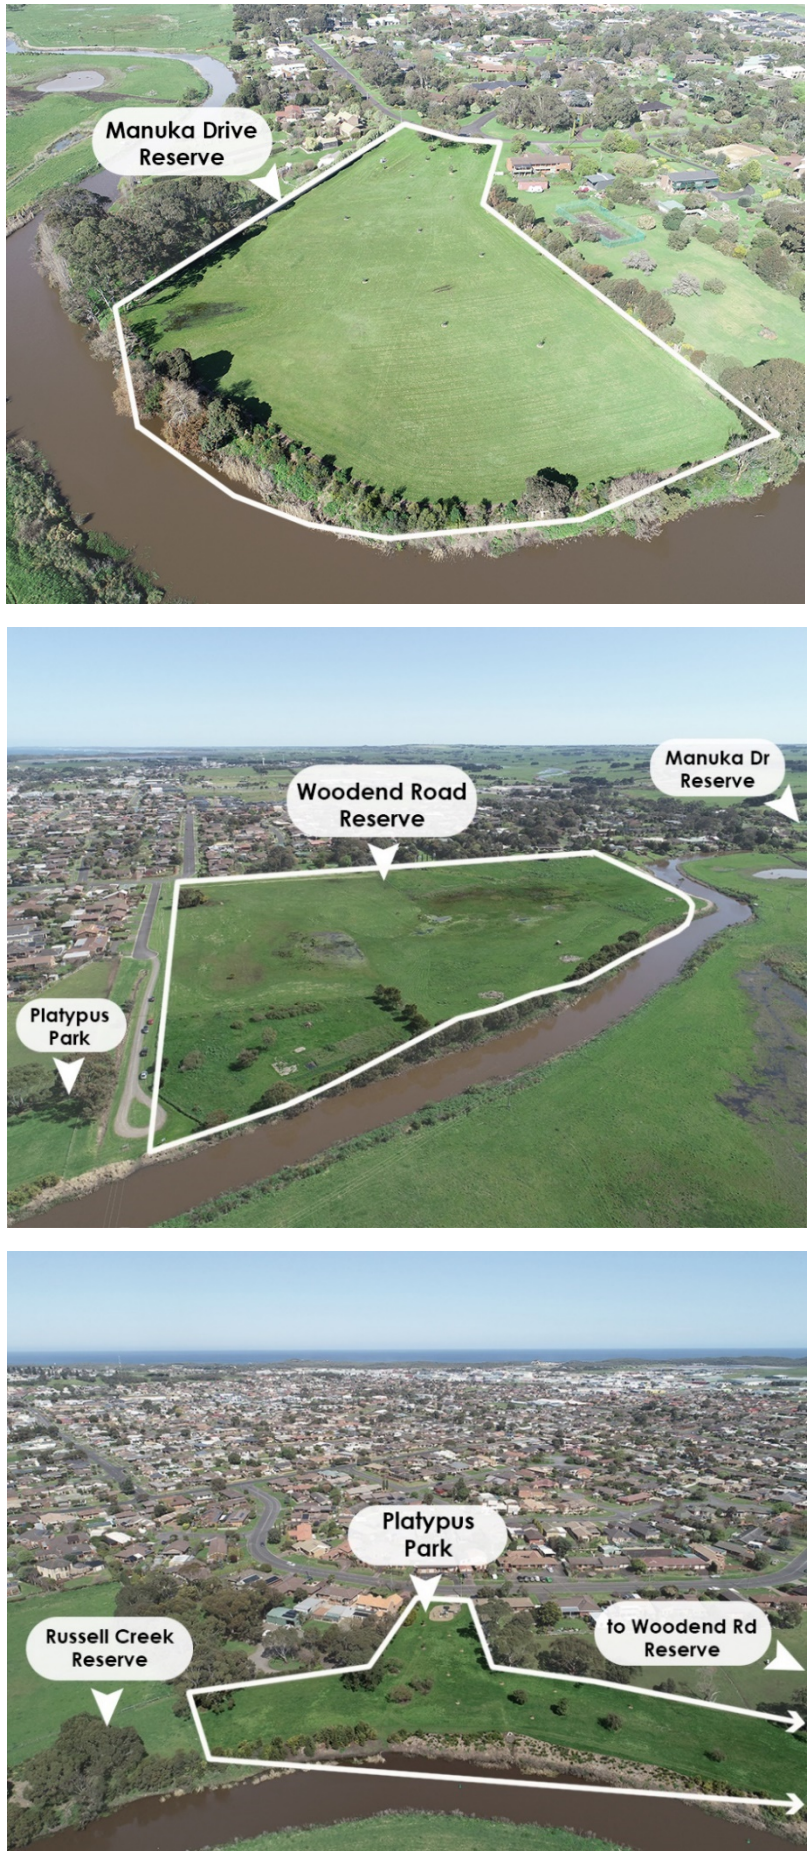 Manuka Drive
Reserve
Manuka Dr
Reserve
Woodend Road
Reserve
Platypus
Park
Platypus
Park
Russell Creek
Reserve
to Woodend Rd
Reserve